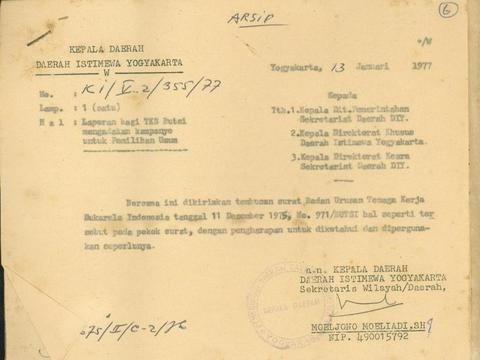 ARSIP
6
KEPALA DAERAH
DAERAH ISTIMEWA YOGYAKARTA
W
No. : K1/V.2/355/77
Lamp. : 1 (satu)
H a l : Laporan bagi TKS Butsi
mengadakan kampanye
untuk Pemilihan Umum
Yogyakarta, 13 Januari 1977
Kepada
Yth.1.Kepala Dit.Pemerintahan
Sekretariat Daerah DIY.
2.Kepala Direktorat Khusus
Daerah Istimewa Yogyakarta.
3.Kepala Direktorat Kesra
Sekretariat Daerah DIY.
Bersama ini dikirimkan tembusan surat Badan Urusan Tenaga Kerja
Sukarela Indonesia tanggal 11 Desember 1976, No. 971/BUTSI hal seperti ter
sebut pada pokok surat, dengan pengharapan untuk diketahui dan dipergu-
nakan seperlunya.
a.n. KEPALA DAERAH
DAERAH ISTIMEWA YOGYAKARTA
Sekretaris Wilayah/Daerah,
MOELJONO MOELIADI,SH
NIP. 490015792